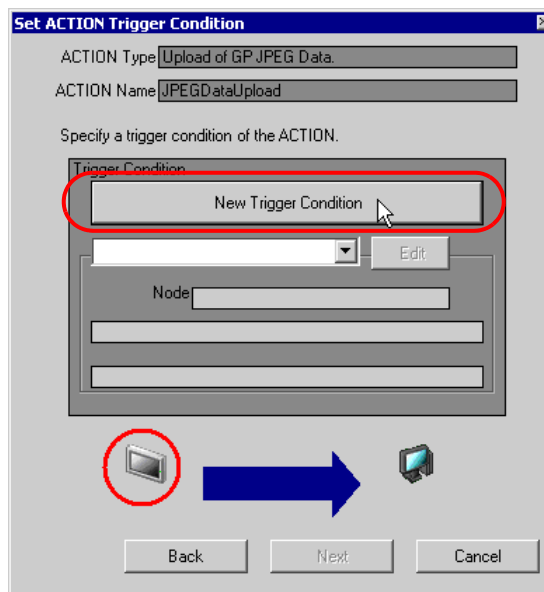 Set ACTION Trigger Condition
ACTION Type Upload of GP JPEG Data.
ACTION Name JPEGDataUpload
Specify a trigger condition of the ACTION.
Trigger Condition
New Trigger Condition
Edit
Node
Back Next Cancel